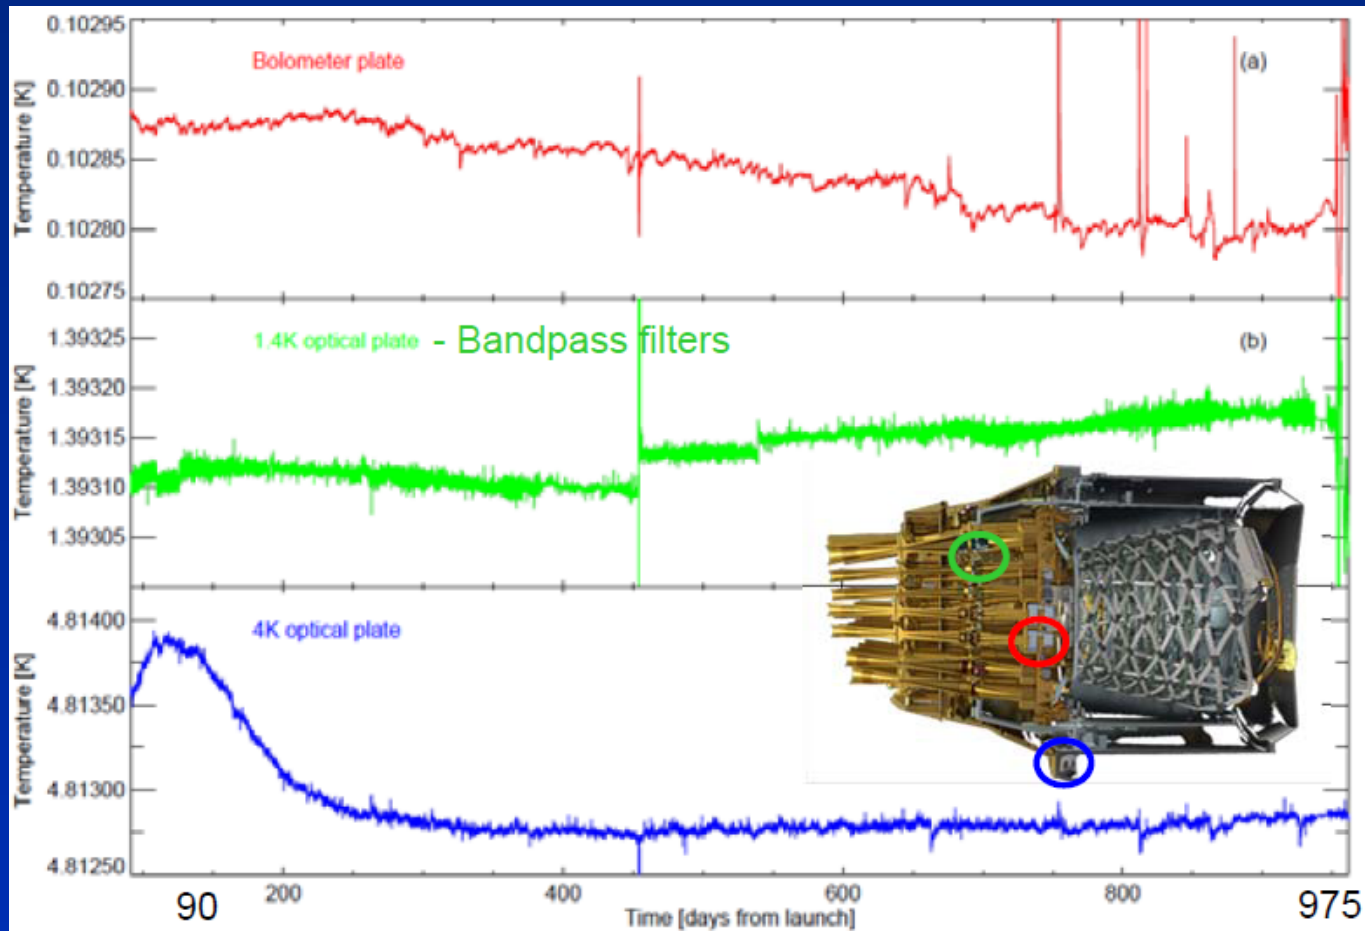 0.10295
0.10290
0.10285
0.10280
0.10275
Temperature [K]
Bolometer plate
(a)
1.39325
1.39320
1.39315
1.39310
1.39305
Temperature [K]
1.4K optical plate - Bandpass filters
(b)
4.81400
4.81350
4.81300
4.81250
Temperature [K]
4K optical plate
200
400
600
800
90
Time [days from launch]
975